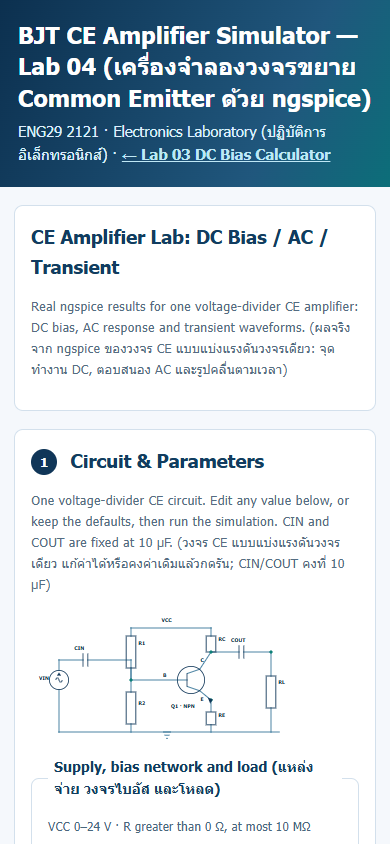 BJT CE Amplifier Simulator —
Lab 04 (เครื่องจำลองวงจรขยาย
Common Emitter ด้วย ngspice)
ENG29 2121 · Electronics Laboratory (ปฏิบัติการ
อิเล็กทรอนิกส์) · ← Lab 03 DC Bias Calculator
CE Amplifier Lab: DC Bias / AC /
Transient
Real ngspice results for one voltage-divider CE amplifier:
DC bias, AC response and transient waveforms. (ผลจริง
จาก ngspice ของวงจร CE แบบแบ่งแรงดันวงจรเดียว: จุด
ทำงาน DC, ตอบสนอง AC และรูปคลื่นตามเวลา)
1 Circuit & Parameters
One voltage-divider CE circuit. Edit any value below, or
keep the defaults, then run the simulation. CIN and
COUT are fixed at 10 µF. (วงจร CE แบบแบ่งแรงดันวงจร
เดียว แก้ค่าได้หรือคงค่าเดิมแล้วกดรัน; CIN/COUT คงที่ 10
µF)
VCC
R1
RC
COUT
CIN
C
VIN
B
RL
R2
Q1 · NPN
E
RE
Supply, bias network and load (แหล่ง
จ่าย วงจรไบอัส และโหลด)
VCC 0–24 V · R greater than 0 Ω, at most 10 MΩ